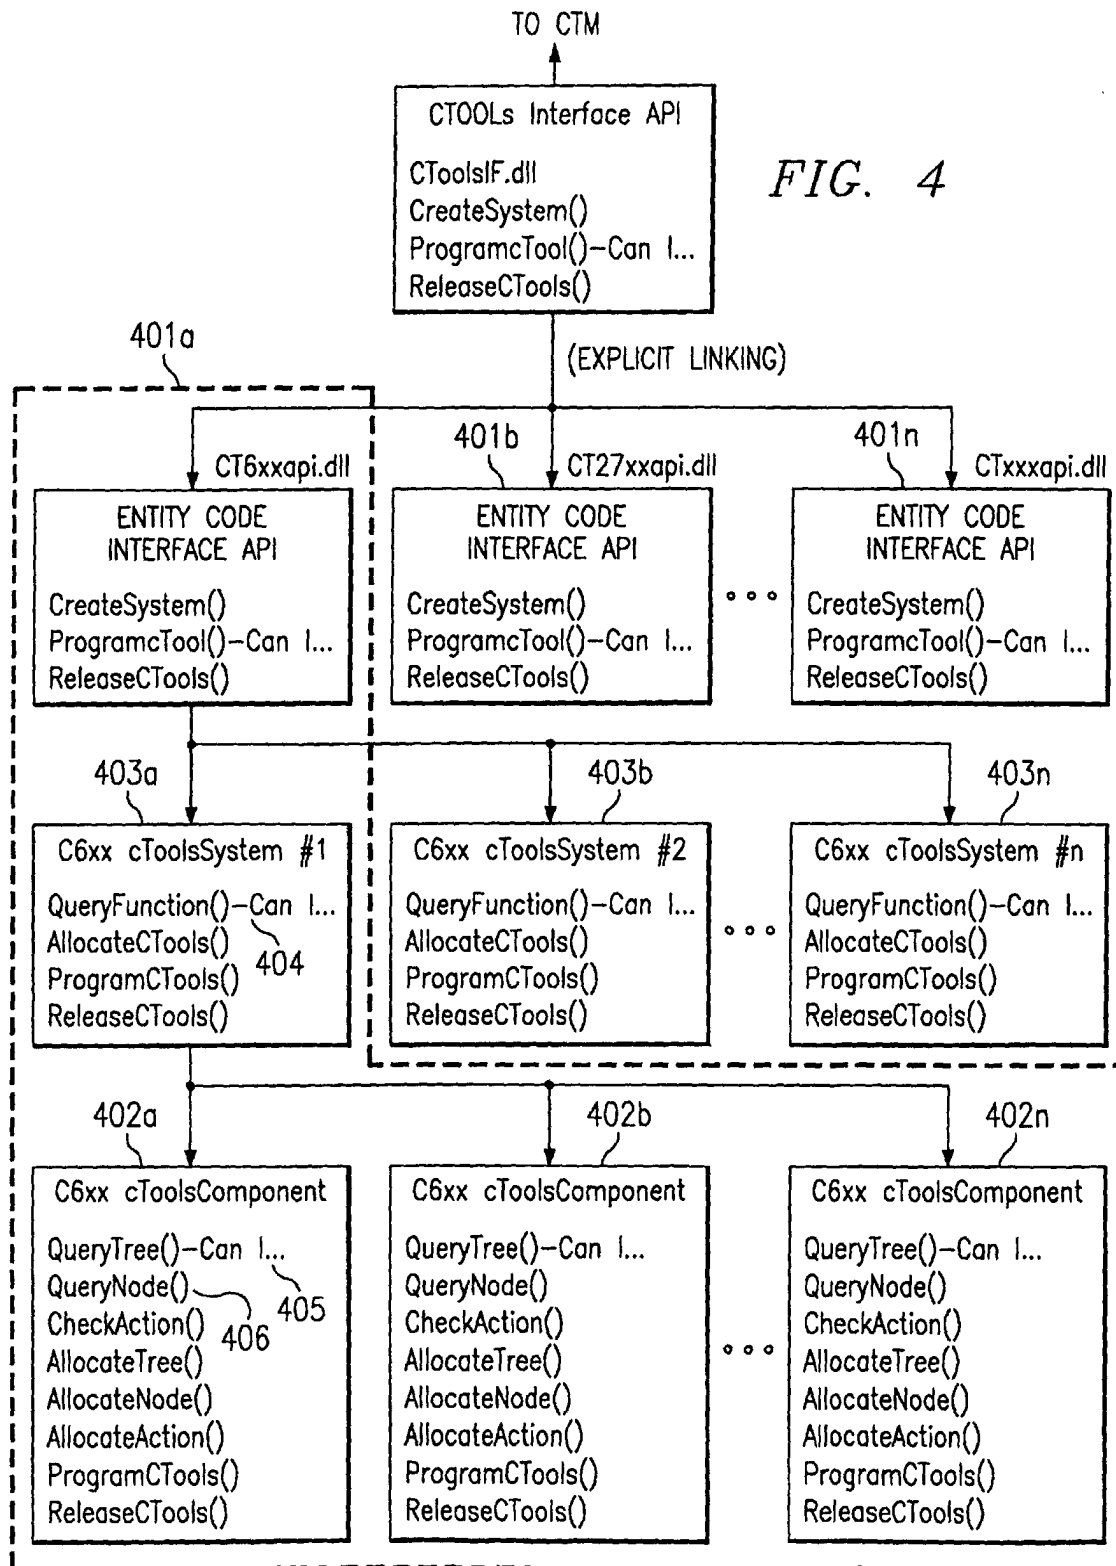 TO CTM
CTOOLs Interface API
CToolsIF.dll
CreateSystem()
ProgramcTool()-Can I...
ReleaseCTools()
FIG. 4
(EXPLICIT LINKING)
401a
401b
401n
CT6xxapi.dll
CT27xxapi.dll
CTxxxapi.dll
ENTITY CODE
INTERFACE API
CreateSystem()
ProgramcTool()-Can I...
ReleaseCTools()
ENTITY CODE
INTERFACE API
CreateSystem()
ProgramcTool()-Can I...
ReleaseCTools()
ENTITY CODE
INTERFACE API
CreateSystem()
ProgramcTool()-Can I...
ReleaseCTools()
403a
403b
403n
C6xx cToolsSystem #1
QueryFunction()-Can I...
AllocateCTools()
404
ProgramCTools()
ReleaseCTools()
C6xx cToolsSystem #2
QueryFunction()-Can I...
AllocateCTools()
ProgramCTools()
ReleaseCTools()
C6xx cToolsSystem #n
QueryFunction()-Can I...
AllocateCTools()
ProgramCTools()
ReleaseCTools()
402a
402b
402n
C6xx cToolsComponent
QueryTree()-Can I...
QueryNode()
405
CheckAction()
406
AllocateTree()
AllocateNode()
AllocateAction()
ProgramCTools()
ReleaseCTools()
C6xx cToolsComponent
QueryTree()-Can I...
QueryNode()
CheckAction()
AllocateTree()
AllocateNode()
AllocateAction()
ProgramCTools()
ReleaseCTools()
C6xx cToolsComponent
QueryTree()-Can I...
QueryNode()
CheckAction()
AllocateTree()
AllocateNode()
AllocateAction()
ProgramCTools()
ReleaseCTools()